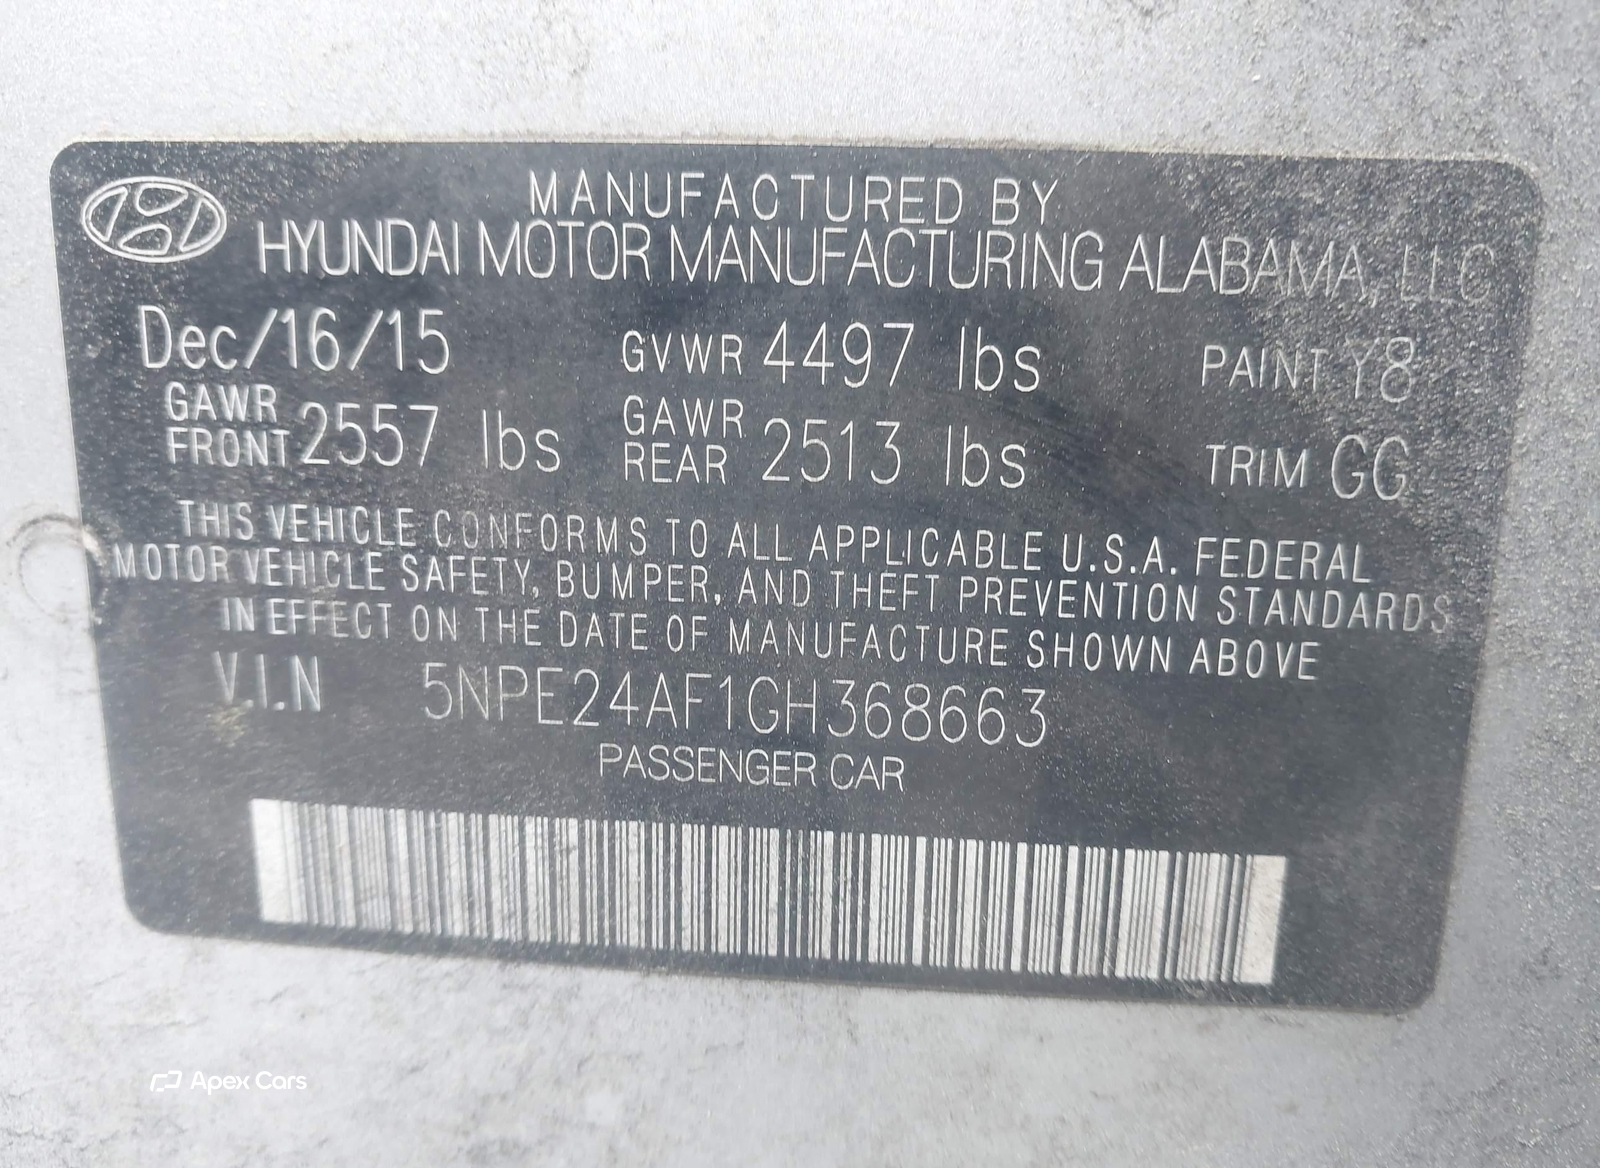 MANUFACTURED BY
HYUNDAI MOTOR MANUFACTURING ALABAMA, LLC
Dec/16/15 GVWR 4497 lbs PAINT Y8
GAWR FRONT 2557 lbs GAWR REAR 2513 lbs TRIM GG
THIS VEHICLE CONFORMS TO ALL APPLICABLE U.S.A. FEDERAL
MOTOR VEHICLE SAFETY, BUMPER, AND THEFT PREVENTION STANDARDS
IN EFFECT ON THE DATE OF MANUFACTURE SHOWN ABOVE
V.I.N 5NPE24AF1GH368663
PASSENGER CAR
Apex Cars